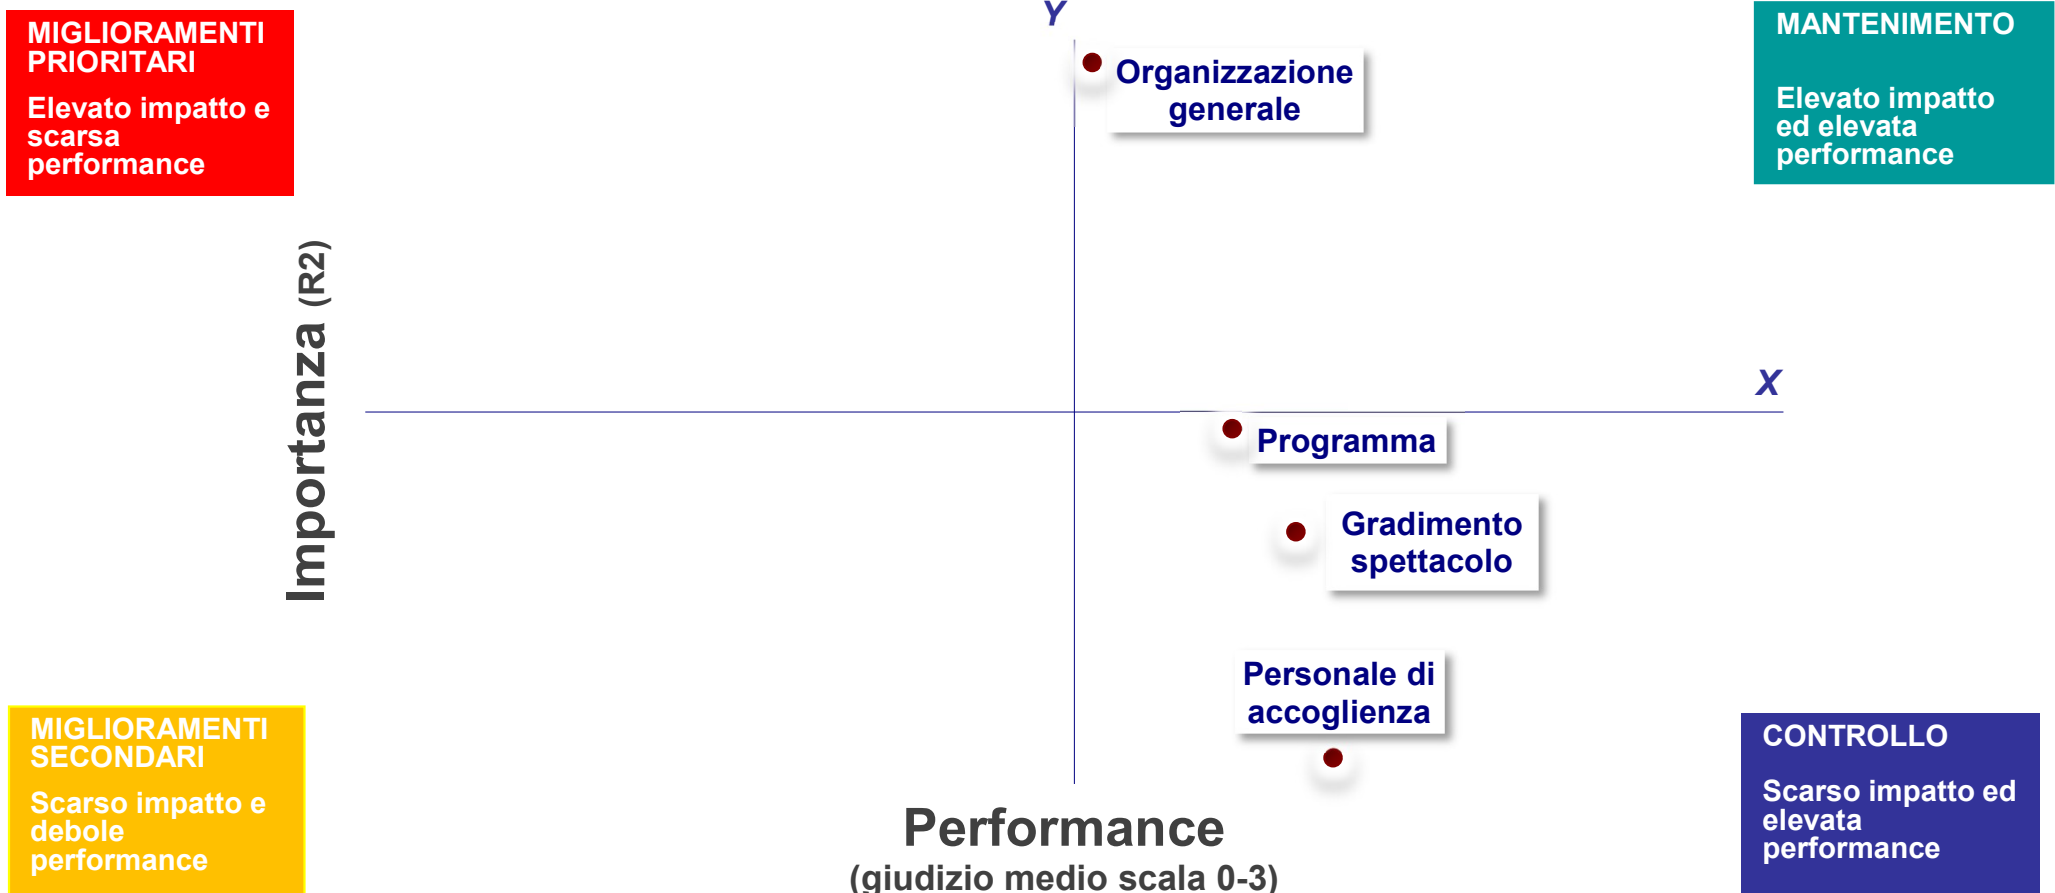 MIGLIORAMENTI
PRIORITARI
Elevato impatto e
scarsa
performance
Y
Organizzazione
generale
MANTENIMENTO
Elevato impatto
ed elevata
performance
Importanza (R2)
X
Programma
Gradimento
spettacolo
Personale di
accoglienza
MIGLIORAMENTI
SECONDARI
Scarso impatto e
debole
performance
Performance
(giudizio medio scala 0-3)
CONTROLLO
Scarso impatto ed
elevata
performance